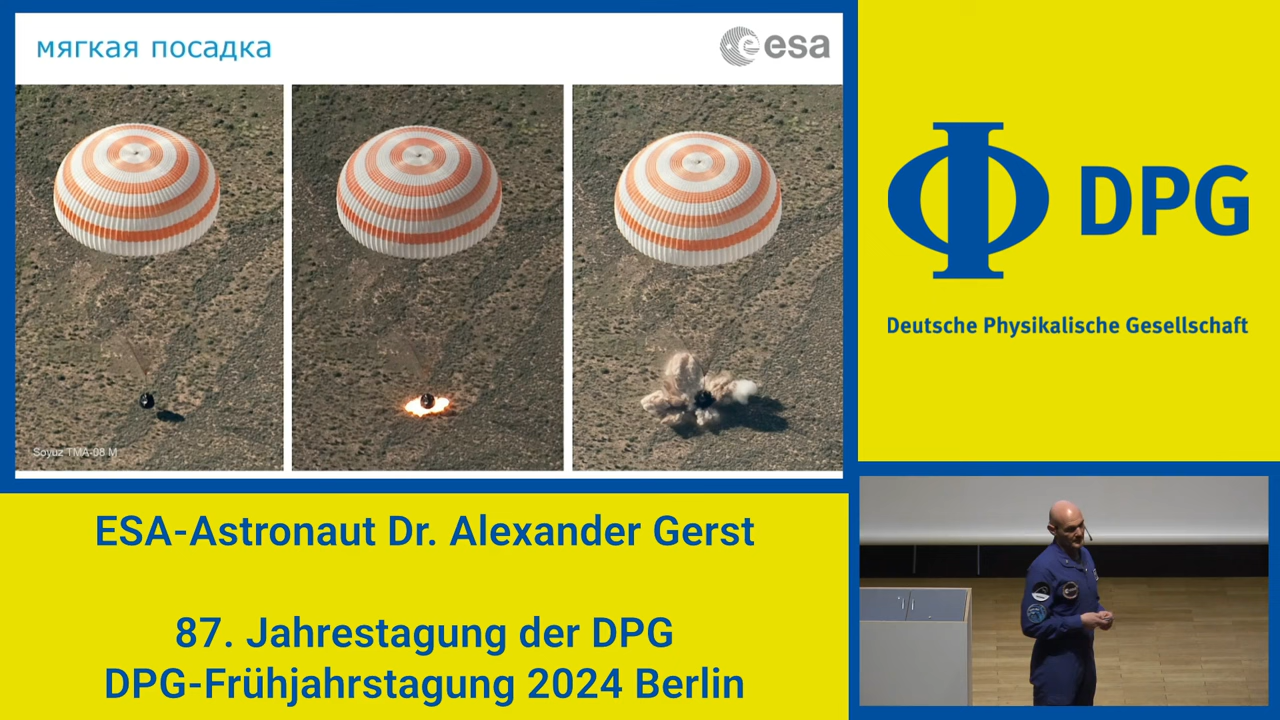 мягкая посадка
esa
Soyuz TMA-08 M
DPG
Deutsche Physikalische Gesellschaft
ESA-Astronaut Dr. Alexander Gerst
87. Jahrestagung der DPG
DPG-Frühjahrstagung 2024 Berlin